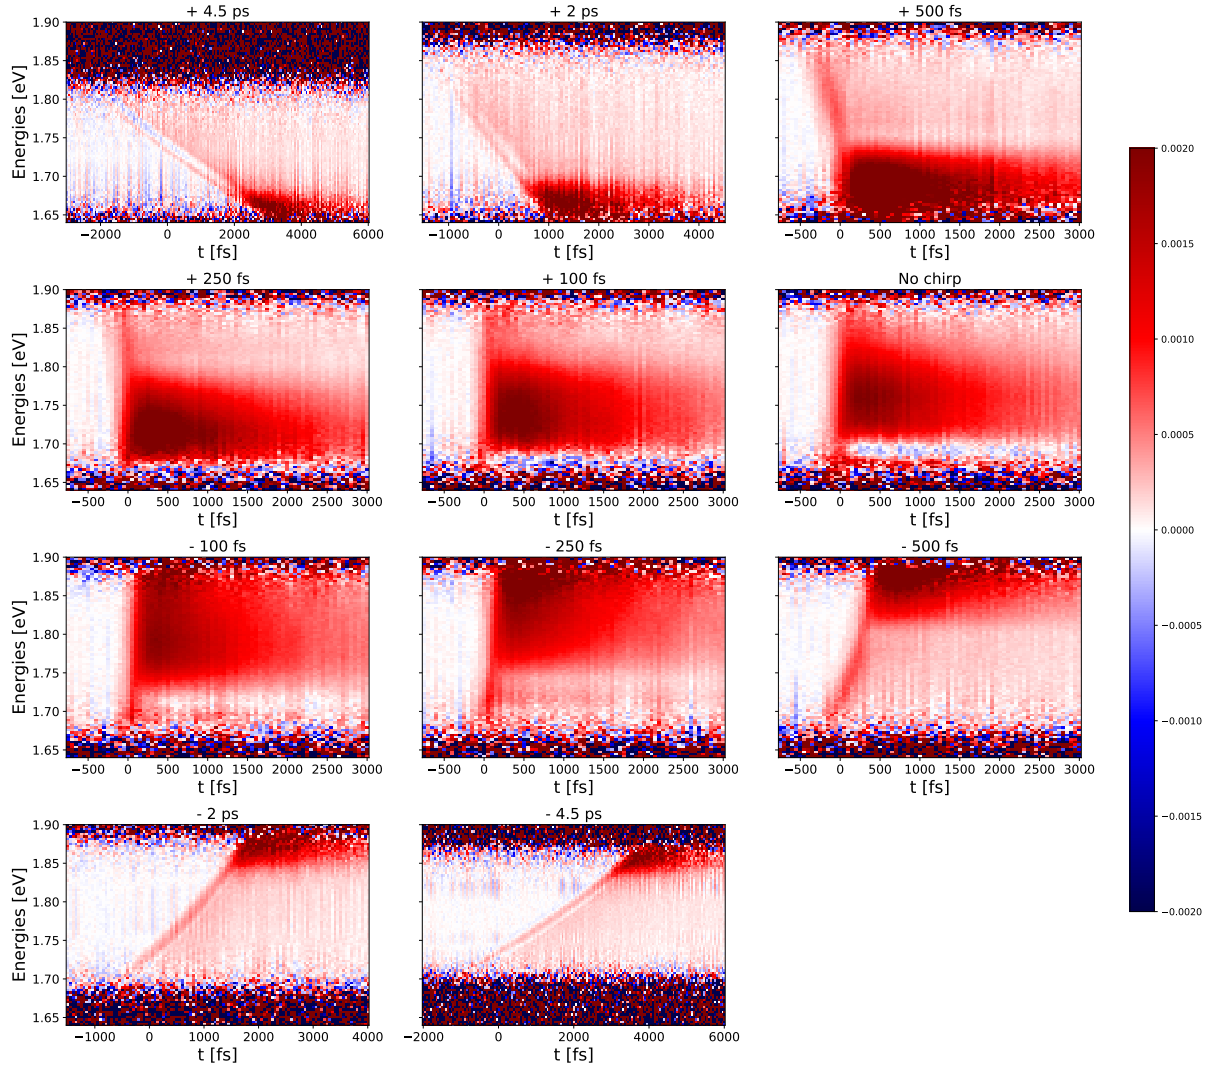 + 4.5 ps
+ 2 ps
+ 500 fs
Energies [eV]
1.90
1.85
1.80
1.75
1.70
1.65
−2000 0 2000 4000 6000
−1000 0 1000 2000 3000 4000
−500 0 500 1000 1500 2000 2500 3000
t [fs]
t [fs]
t [fs]
+ 250 fs
+ 100 fs
No chirp
Energies [eV]
1.90
1.85
1.80
1.75
1.70
1.65
−500 0 500 1000 1500 2000 2500 3000
−500 0 500 1000 1500 2000 2500 3000
−500 0 500 1000 1500 2000 2500 3000
t [fs]
t [fs]
t [fs]
- 100 fs
- 250 fs
- 500 fs
Energies [eV]
1.90
1.85
1.80
1.75
1.70
1.65
−500 0 500 1000 1500 2000 2500 3000
−500 0 500 1000 1500 2000 2500 3000
−500 0 500 1000 1500 2000 2500 3000
t [fs]
t [fs]
t [fs]
- 2 ps
- 4.5 ps
Energies [eV]
1.90
1.85
1.80
1.75
1.70
1.65
−1000 0 1000 2000 3000 4000
−2000 0 2000 4000 6000
t [fs]
t [fs]
0.0020
0.0015
0.0010
0.0005
0.0000
−0.0005
−0.0010
−0.0015
−0.0020